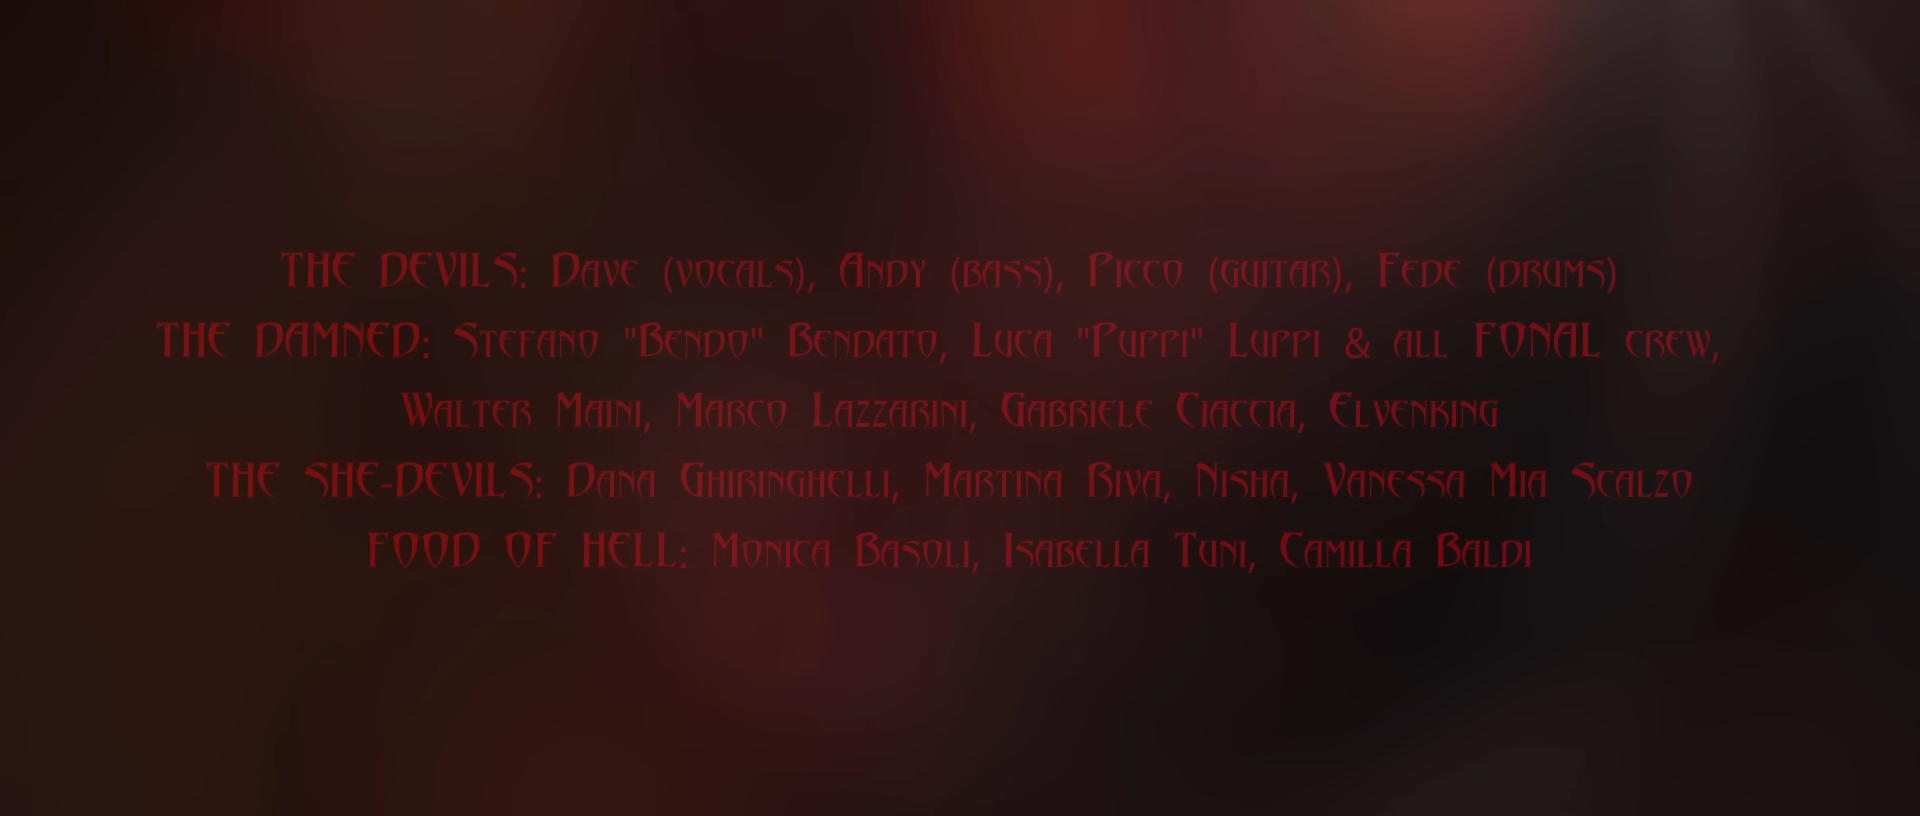 THE DEVILS: Dave (vocals), Andy (bass), Picco (guitar), Fede (drums)
THE DAMNED: Stefano "Bendo" Bendato, Luca "Puppi" Luppi & all FONAL crew,
Walter Maini, Marco Lazzarini, Gabriele Ciaccia, Elvenking
THE SHE-DEVILS: Dana Ghiringhelli, Martina Riva, Nisha, Vanessa Mia Scalzo
FOOD OF HELL: Monica Basoli, Isabella Tuni, Camilla Baldi